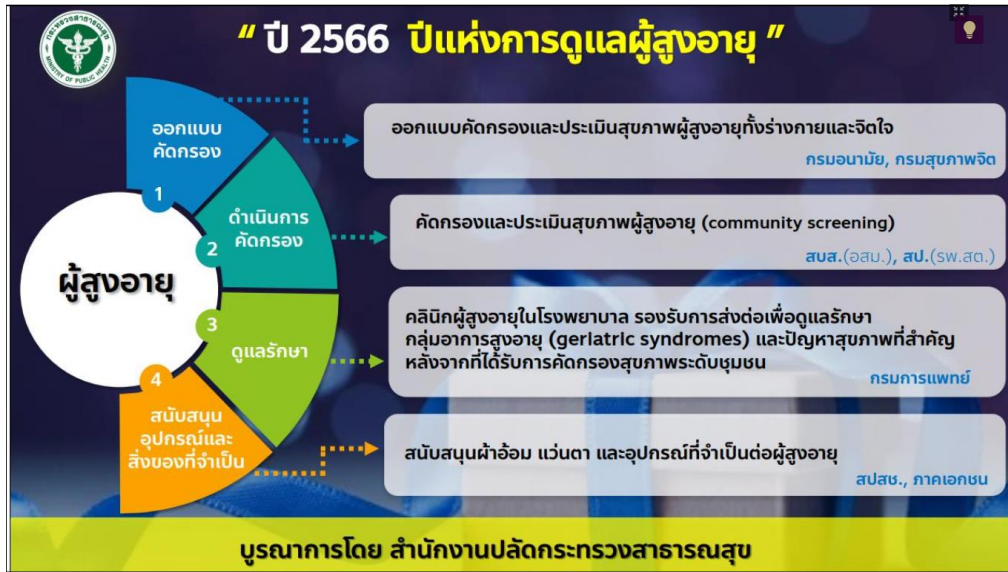 กระทรวงสาธารณสุข
MINISTRY OF PUBLIC HEALTH
“ ปี 2566 ปีแห่งการดูแลผู้สูงอายุ ”
ผู้สูงอายุ
ออกแบบ
คัดกรอง
1
ออกแบบคัดกรองและประเมินสุขภาพผู้สูงอายุทั้งร่างกายและจิตใจ
กรมอนามัย, กรมสุขภาพจิต
ดำเนินการ
คัดกรอง
2
คัดกรองและประเมินสุขภาพผู้สูงอายุ (community screening)
สบส.(อสม.), สป.(รพ.สต.)
3
ดูแลรักษา
คลินิกผู้สูงอายุในโรงพยาบาล รองรับการส่งต่อเพื่อดูแลรักษา
กลุ่มอาการสูงอายุ (geriatric syndromes) และปัญหาสุขภาพที่สำคัญ
หลังจากที่ได้รับการคัดกรองสุขภาพระดับชุมชน
กรมการแพทย์
4
สนับสนุน
อุปกรณ์และ
สิ่งของที่จำเป็น
สนับสนุนผ้าอ้อม แว่นตา และอุปกรณ์ที่จำเป็นต่อผู้สูงอายุ
สปสช., ภาคเอกชน
บูรณาการโดย สำนักงานปลัดกระทรวงสาธารณสุข